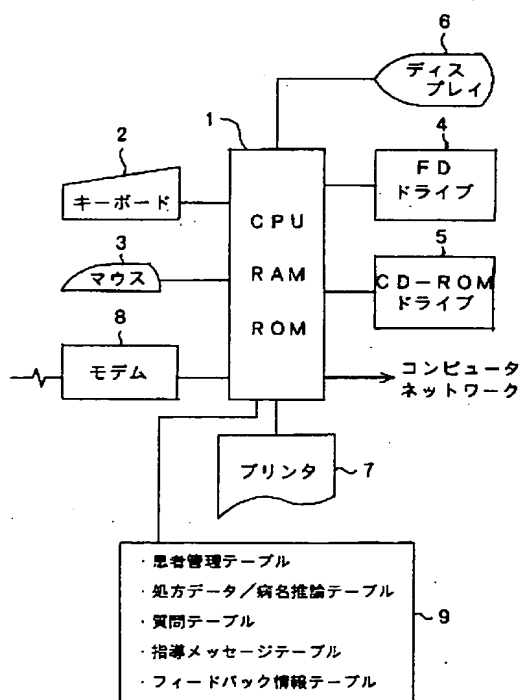 6
ディス
プレイ
1
2
キーボード
CPU
RAM
ROM
4
FD
ドライブ
3
マウス
5
CD-ROM
ドライブ
8
モデム
コンピュータ
ネットワーク
プリンタ
7
・患者管理テーブル
・処方データ/病名推論テーブル
・質問テーブル
・指導メッセージテーブル
・フィードバック情報テーブル
9